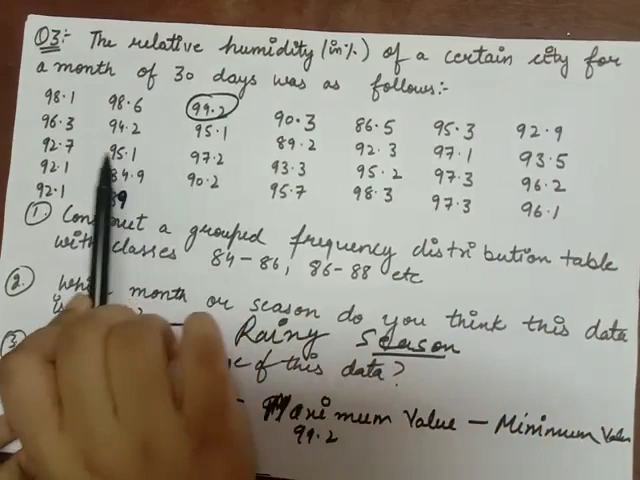 Q3:- The relative humidity (in%) of a certain city for
a month of 30 days was as follows:-
98.1 98.6 99.2 90.3 86.5 95.3 92.9
96.3 94.2 95.1 89.2 92.3 97.1 93.5
92.7 95.1 97.2 93.3 95.2 97.3 96.2
92.1 84.9 90.2 95.7 98.3 97.3 96.1
92.1 89
1. Construct a grouped frequency distribution table
with classes 84-86, 86-88 etc
2. Which month or season do you think this data
Rainy Season
3 of this data?
- Maximum Value - Minimum Value
99.2